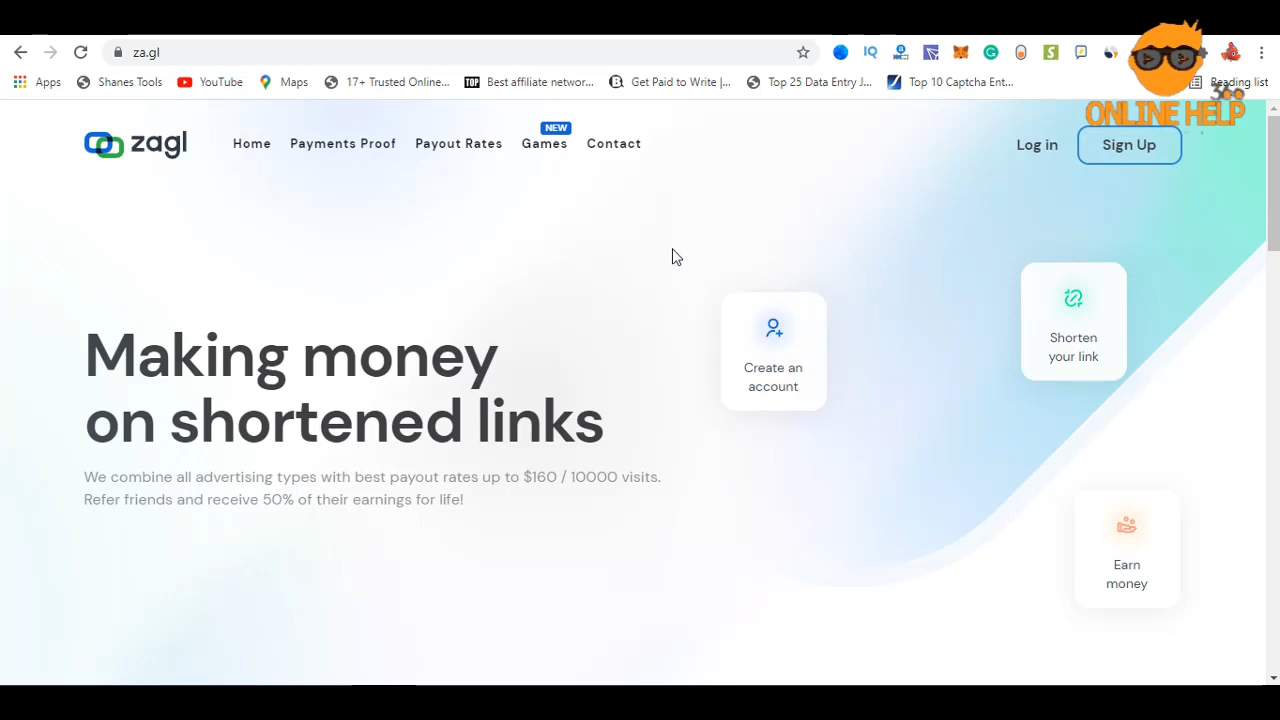 za.gl
Apps
Shanes Tools
YouTube
Maps
17+ Trusted Online...
TOP
Best affiliate networ...
Get Paid to Write |...
Top 25 Data Entry J...
Top 10 Captcha Ent...
Reading list
360
ONLINE HELP
zagl
Home
Payments Proof
Payout Rates
NEW
Games
Contact
Log in
Sign Up
Making money
on shortened links
We combine all advertising types with best payout rates up to $160 / 10000 visits.
Refer friends and receive 50% of their earnings for life!
Create an
account
Shorten
your link
Earn
money